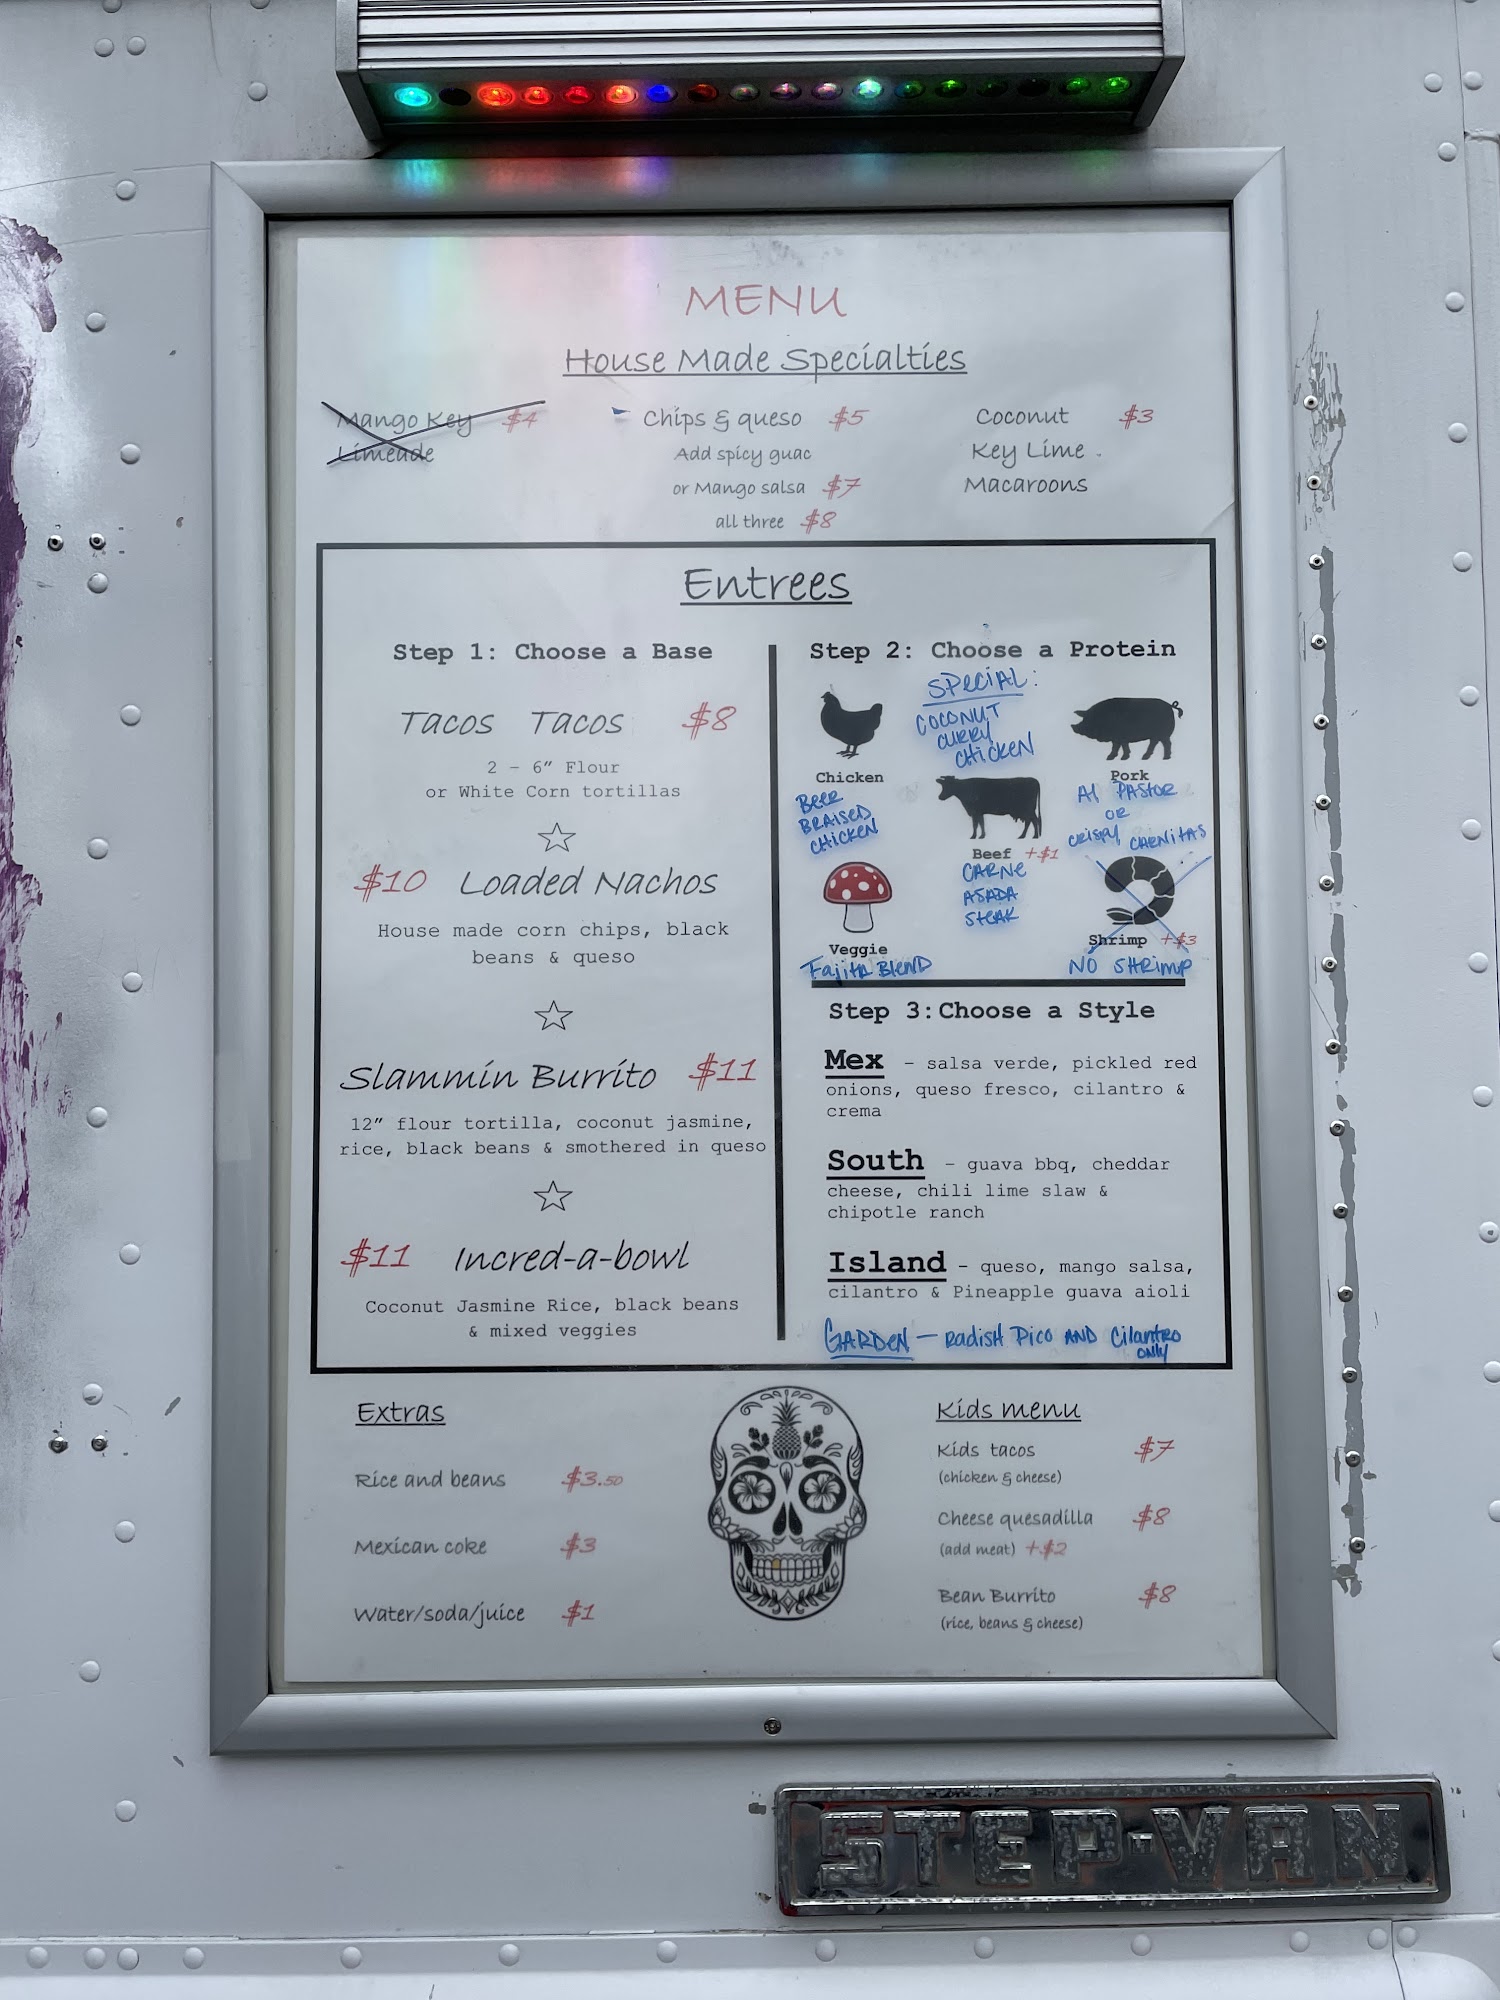 MENU
House Made Specialties
Mango Key $4
Limeade
Chips & queso $5
Add spicy guac
or Mango salsa $7
all three $8
Coconut $3
Key Lime
Macaroons
Entrees
Step 1: Choose a Base
Tacos Tacos $8
2 - 6" Flour
or White Corn tortillas
$10 Loaded Nachos
House made corn chips, black
beans & queso
Slammin Burrito $11
12" flour tortilla, coconut jasmine,
rice, black beans & smothered in queso
$11 Incred-a-bowl
Coconut Jasmine Rice, black beans
& mixed veggies
Step 2: Choose a Protein
SPECIAL:
COCONUT
CURRY
CHICKEN
Chicken
BEER
BRAISED
CHICKEN
Pork
Al PASTOR
OR
CRISPY CARNITAS
Beef +$1
CARNE
ASADA
STEAK
Veggie
Fajita BLEND
Shrimp +$3
NO SHRIMP
Step 3:Choose a Style
Mex - salsa verde, pickled red
onions, queso fresco, cilantro &
crema
South - guava bbq, cheddar
cheese, chili lime slaw &
chipotle ranch
Island - queso, mango salsa,
cilantro & Pineapple guava aioli
GARDEN - RADISH PICO AND Cilantro
only
Extras
Rice and beans $3.50
Mexican coke $3
Water/soda/juice $1
Kids menu
Kids tacos $7
(chicken & cheese)
Cheese quesadilla $8
(add meat) +$2
Bean Burrito $8
(rice, beans & cheese)
STEP-VAN